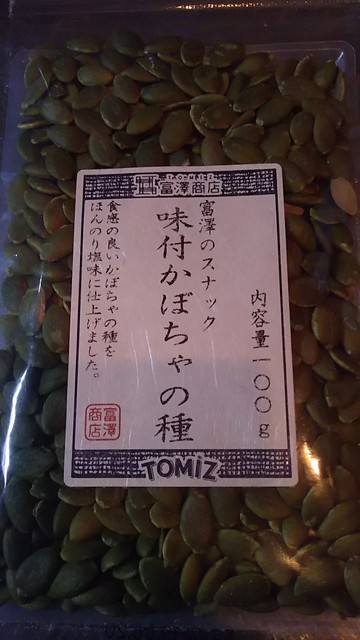 TOMIZ
富澤商店
内容量一〇〇g
富澤のスナック
味付かぼちゃの種
食感の良いかぼちゃの種を
ほんのり塩味に仕上げました。
富澤
商店
TOMIZ